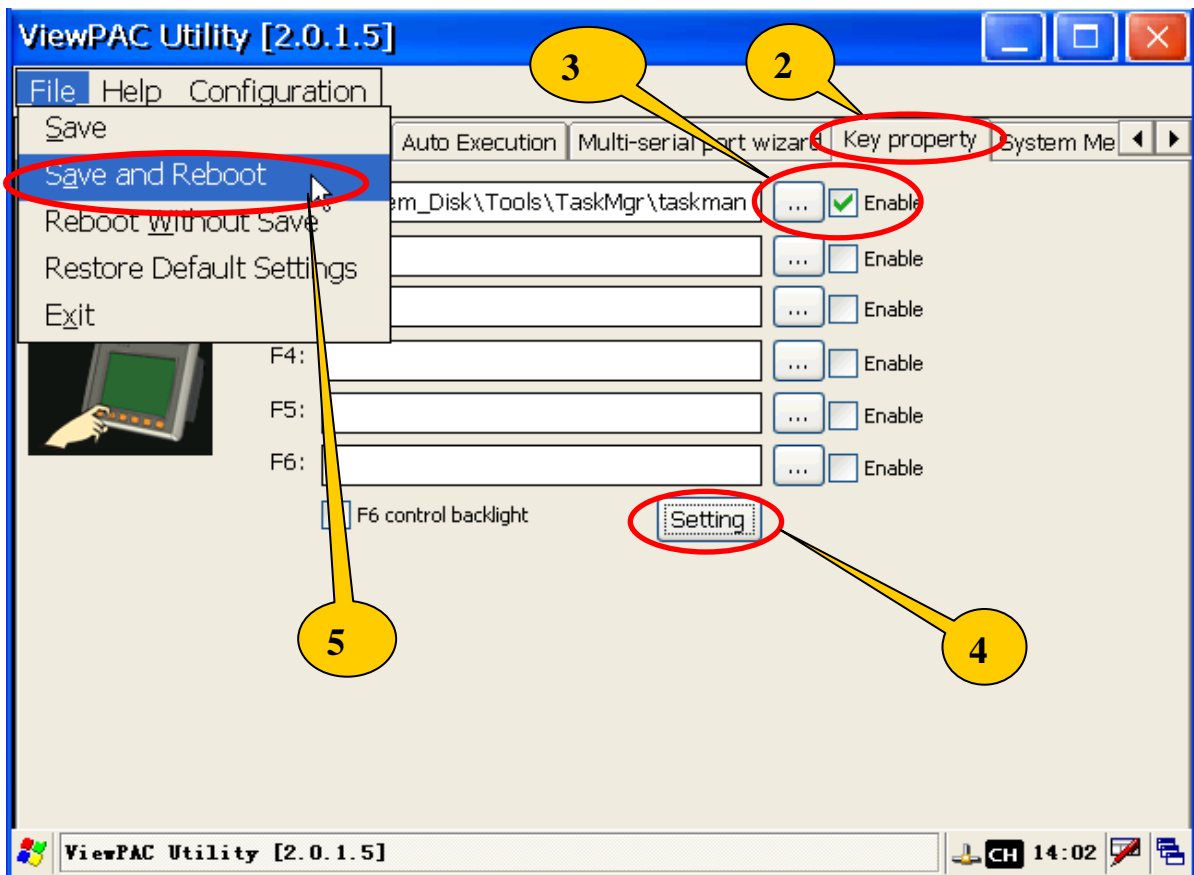 ViewPAC Utility [2.0.1.5]
3
2
File Help Configuration
Save
Save and Reboot
Reboot Without Save
Restore Default Settings
Exit
Auto Execution Multi-serial port wizard Key property System Me
em_Disk\Tools\TaskMgr\taskman ... Enable
... Enable
... Enable
F4: ... Enable
F5: ... Enable
F6: ... Enable
F6 control backlight Setting
5
4
ViewPAC Utility [2.0.1.5] CH 14:02